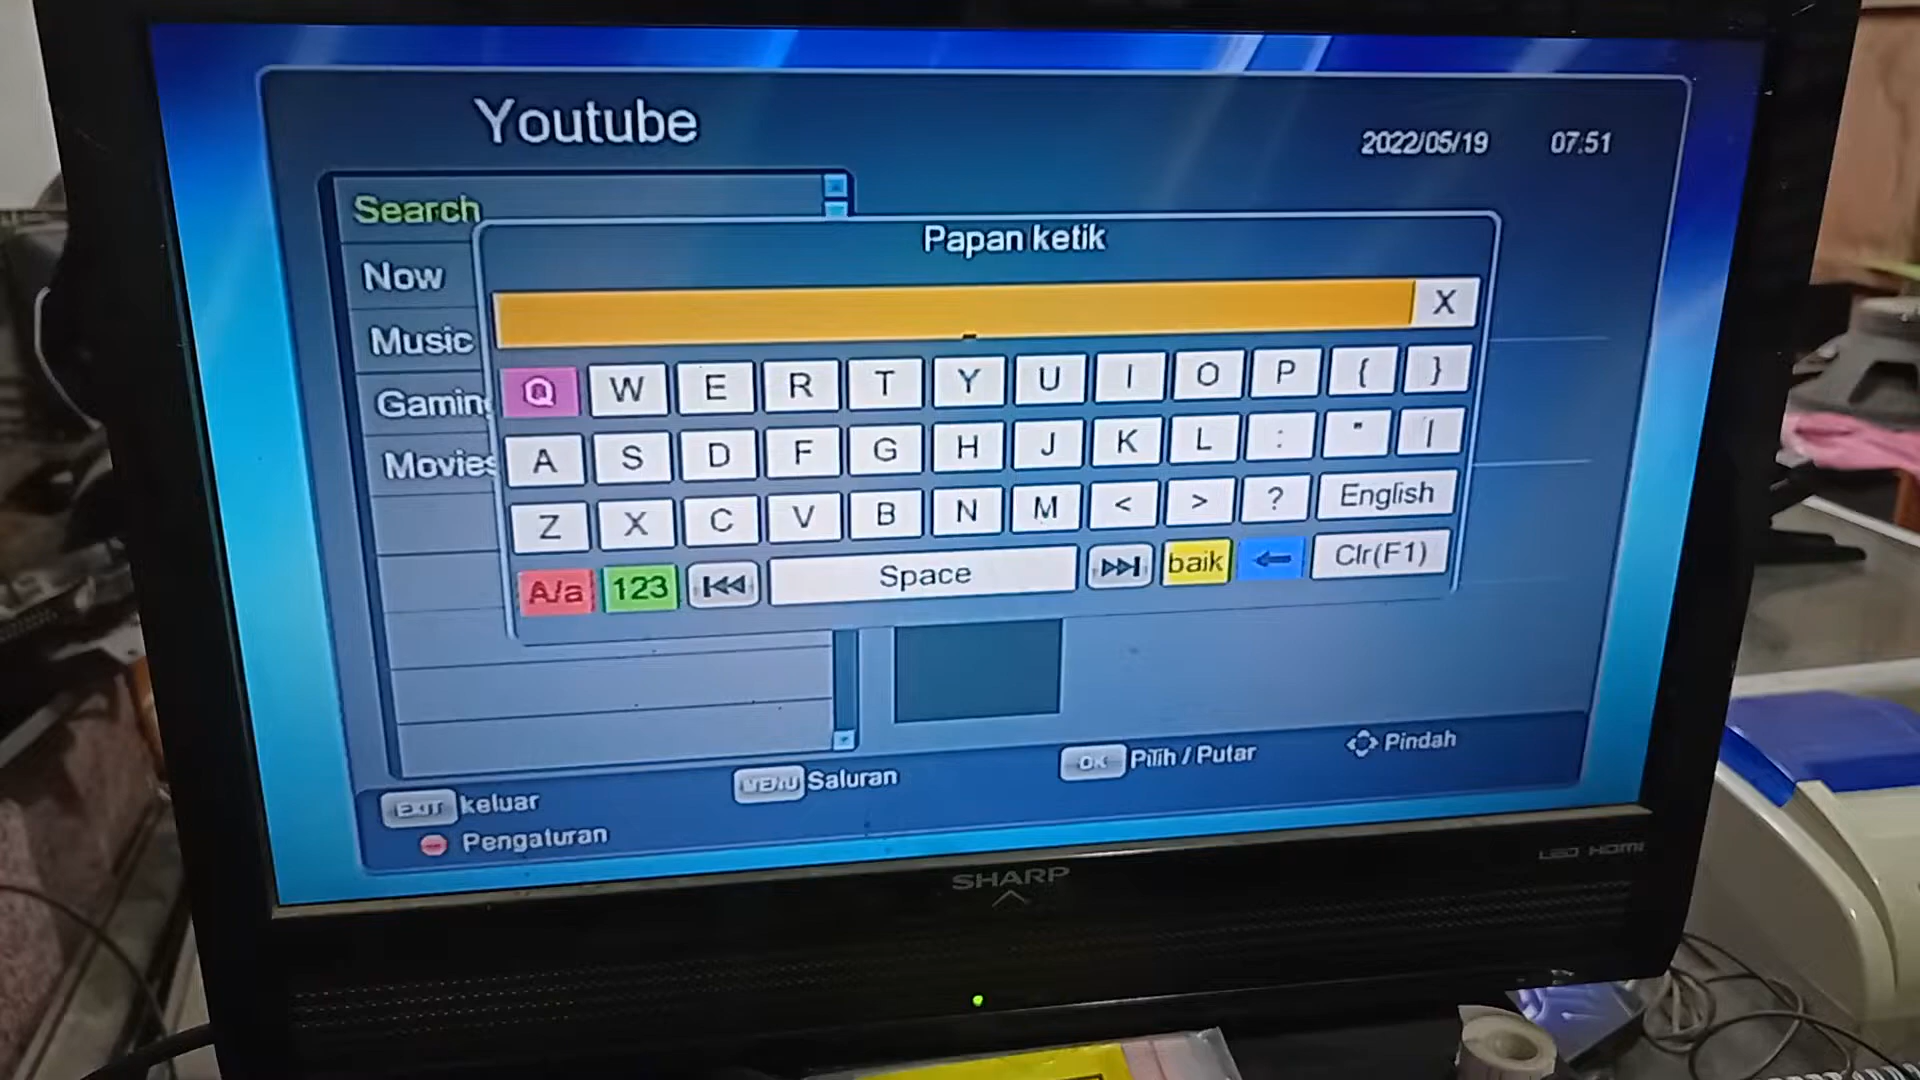 Youtube
2022/05/19 07:51
Search
Now
Music
Gaming
Movies
Papan ketik
X
Q W E R T Y U I O P { }
A S D F G H J K L : " |
Z X C V B N M < > ? English
A/a 123 Space baik Clr(F1)
EXIT keluar
MENU Saluran
OK Pilih / Putar
Pindah
Pengaturan
SHARP
LED HDMI